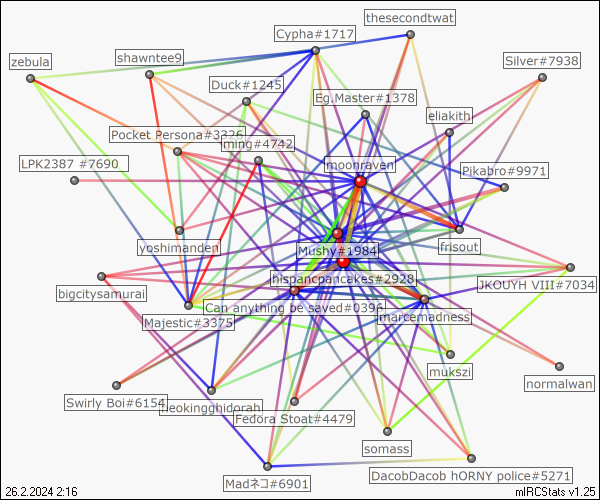 thesecondtwat
Cypha#1717
zebula
shawntee9
Silver#7938
Duck#1245
Eg.Master#1378
eliakith
Pocket Persona#3326
ming#4742
LPK2387 #7690
moonraven
Pikabro#9971
yoshimanden
frisout
Mushy#1984
hispancpancakes#2928
JKOUYH VIII#7034
bigcitysamurai
Can anything be saved#0396
Majestic#3375
marcemadness
mukszi
normalwan
Swirly Boi#6154
neokingghidorah
Fedora Stoat#4479
somass
DacobDacob hORNY police#5271
Madネコ#6901
26.2.2024 2:16
mIRCStats v1.25